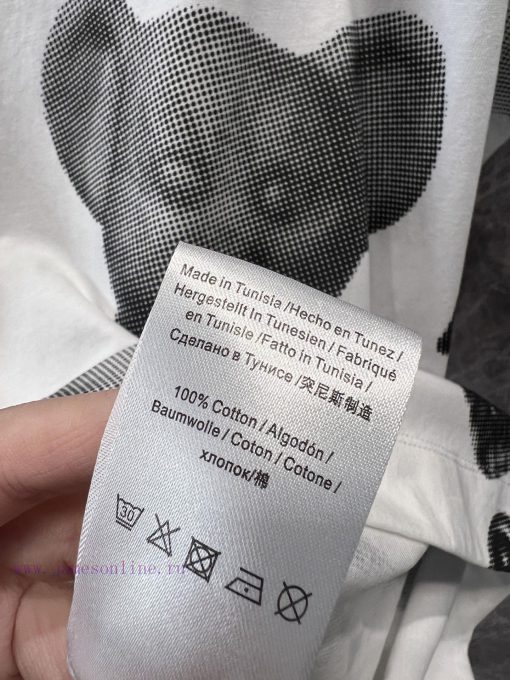 Made in Tunisia /Hecho en Tunez /
Hergestellt In Tunesien / Fabriqué
en Tunisie /Fatto in Tunisia /
Сделано в Тунисе /突尼斯制造
100% Cotton / Algodón /
Baumwolle / Coton / Cotone /
хлопок/棉
30